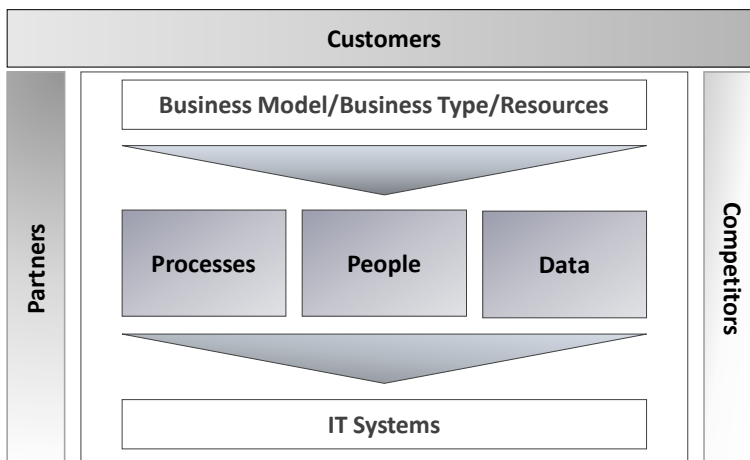 Customers
Business Model/Business Type/Resources
Partners
Processes
People
Data
Competitors
IT Systems